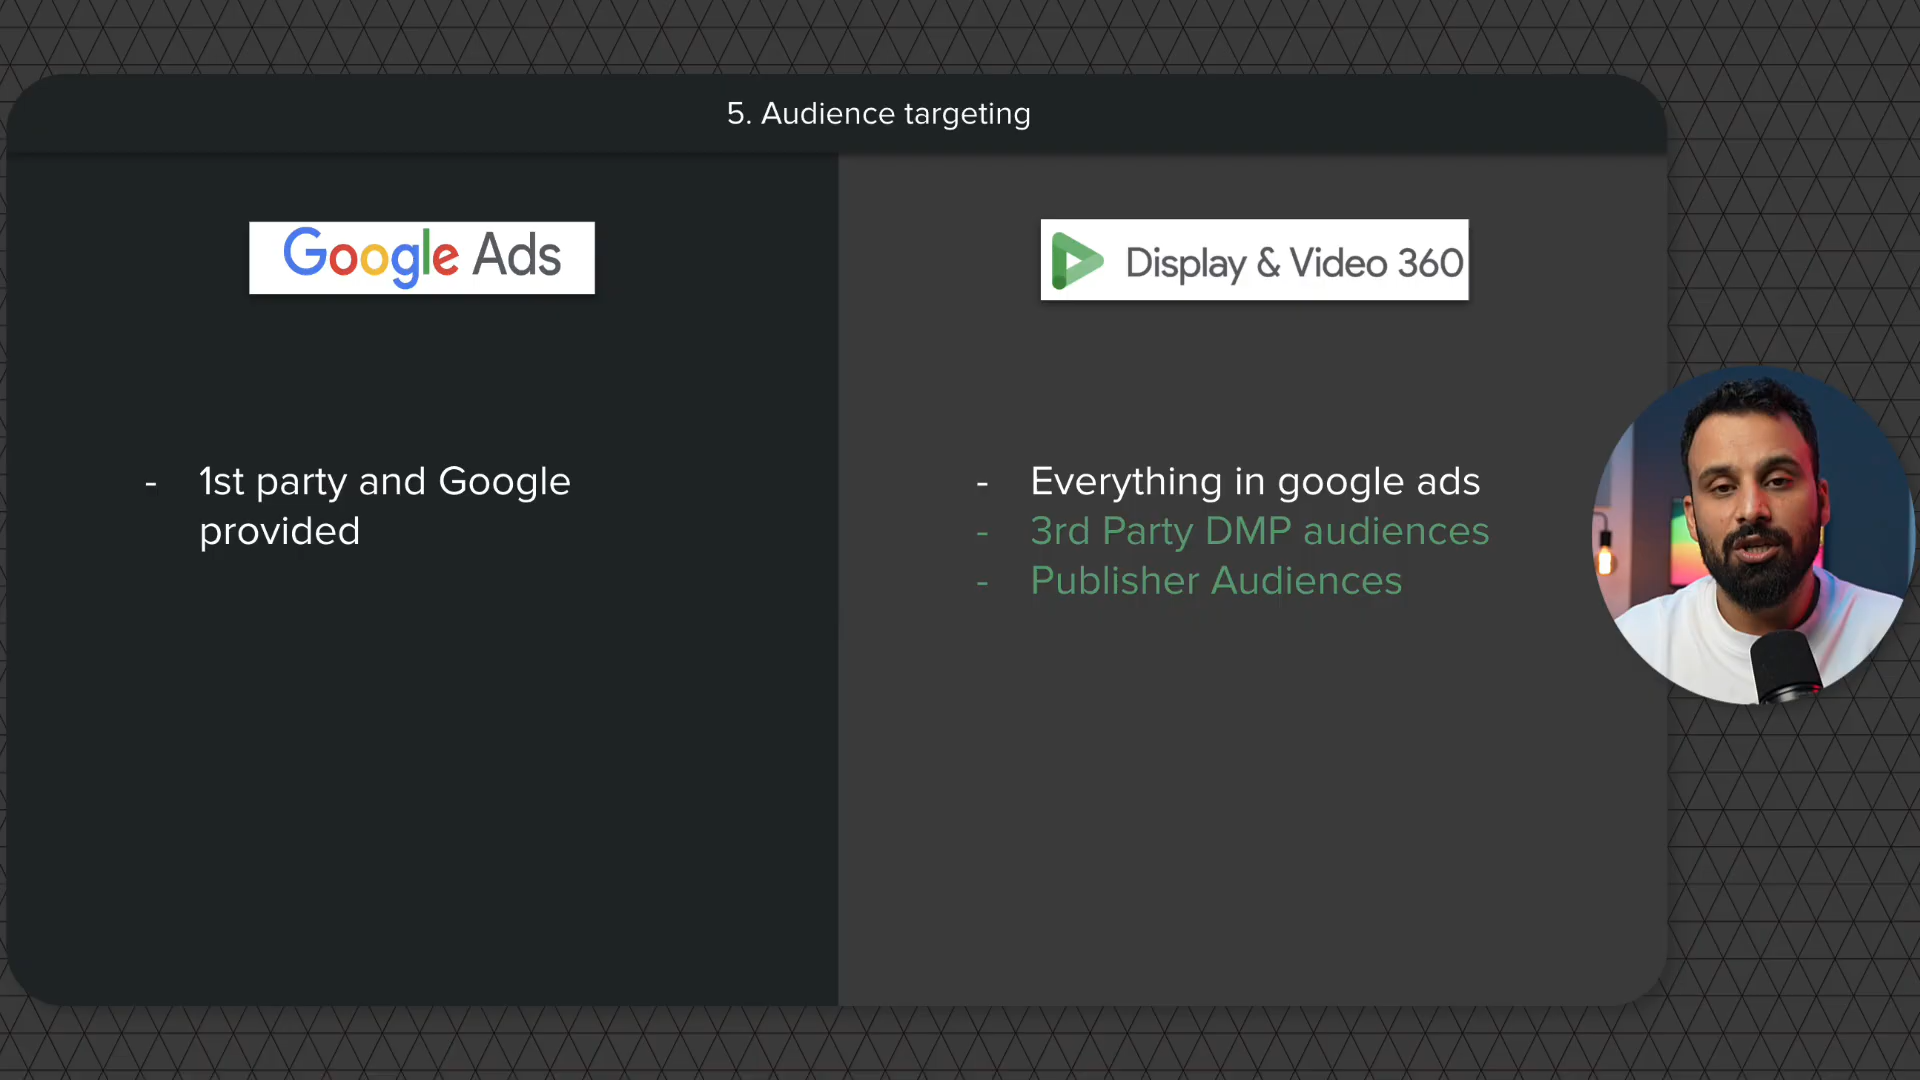 5. Audience targeting
Google Ads
Display & Video 360
- 1st party and Google
provided
- Everything in google ads
- 3rd Party DMP audiences
- Publisher Audiences